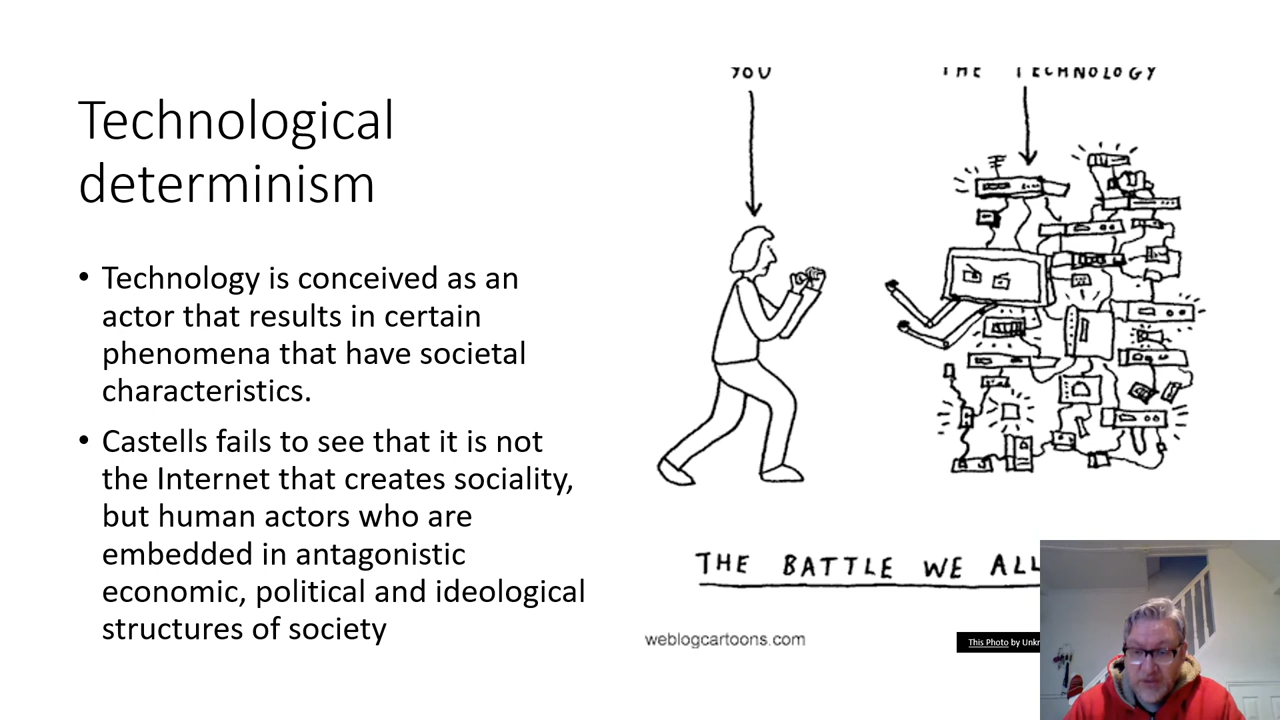 YOU
THE TECHNOLOGY
Technological
determinism
• Technology is conceived as an
actor that results in certain
phenomena that have societal
characteristics.
• Castells fails to see that it is not
the Internet that creates sociality,
but human actors who are
embedded in antagonistic
economic, political and ideological
structures of society
THE BATTLE WE ALL
weblogcartoons.com
This Photo by